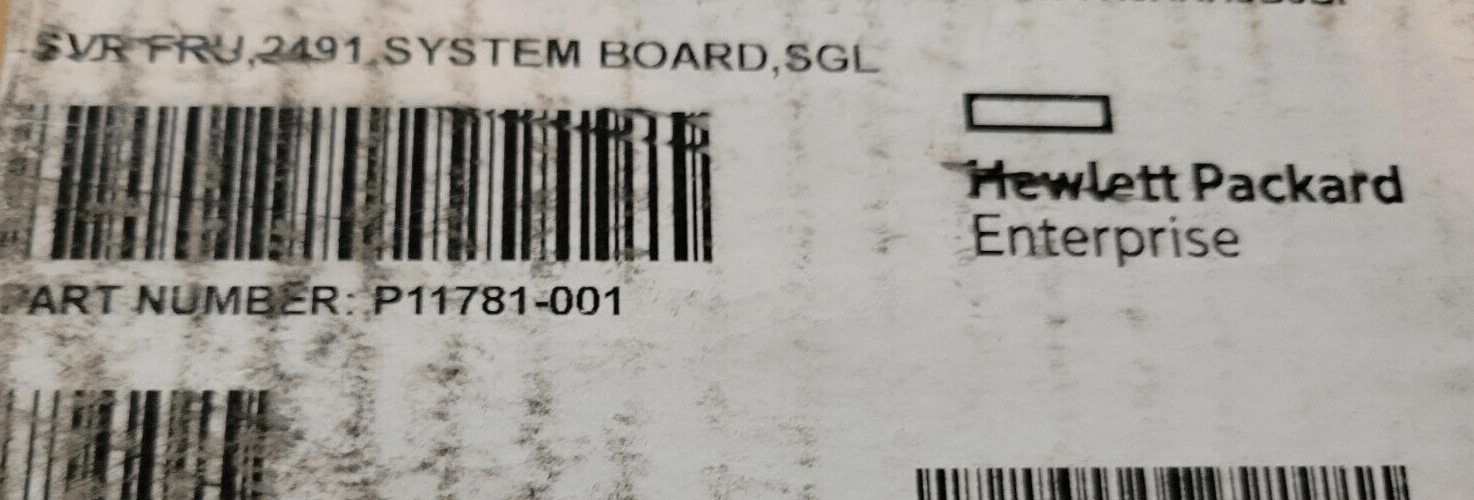 SVR FRU,2491,SYSTEM BOARD,SGL
Hewlett Packard
Enterprise
PART NUMBER: P11781-001